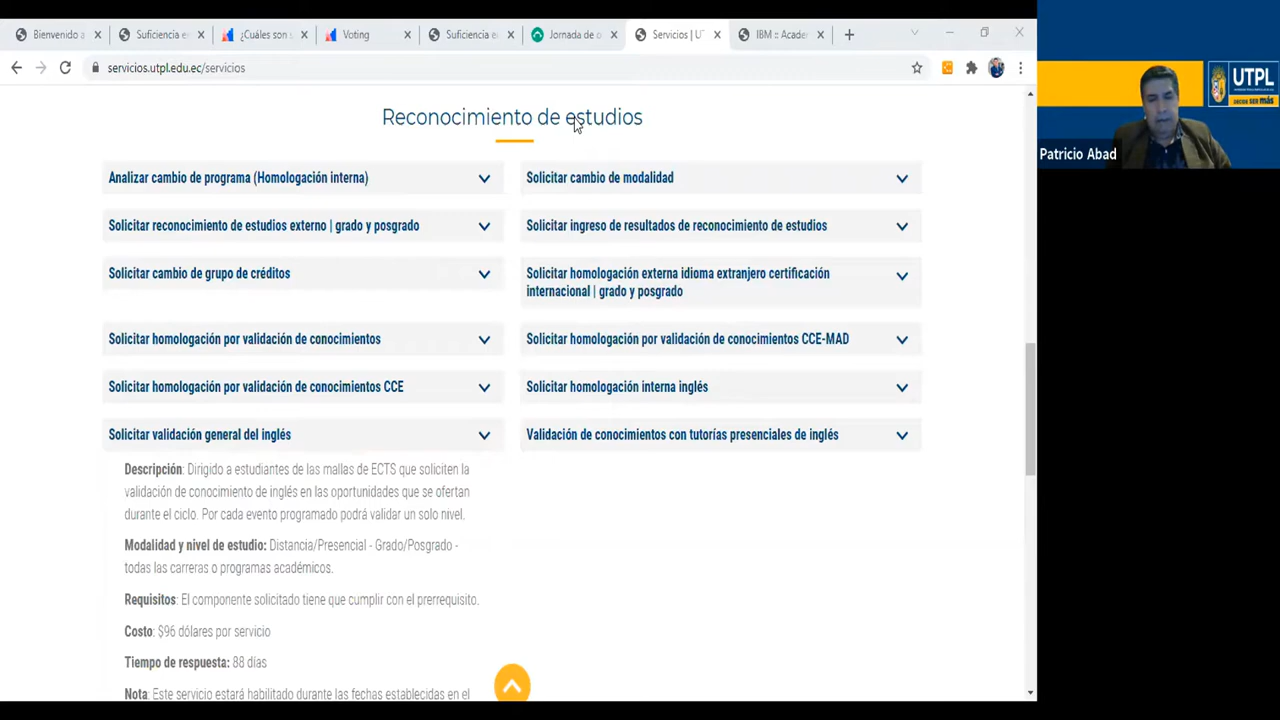 Bienvenido a
Suficiencia e
¿Cuáles son
Voting
Suficiencia e
Jornada de o
Servicios | U
IBM :: Acade
servicios.utpl.edu.ec/servicios
UTPL
DECIDE SER más
Patricio Abad
Reconocimiento de estudios
Analizar cambio de programa (Homologación interna)
Solicitar cambio de modalidad
Solicitar reconocimiento de estudios externo | grado y posgrado
Solicitar ingreso de resultados de reconocimiento de estudios
Solicitar cambio de grupo de créditos
Solicitar homologación externa idioma extranjero certificación
internacional | grado y posgrado
Solicitar homologación por validación de conocimientos
Solicitar homologación por validación de conocimientos CCE-MAD
Solicitar homologación por validación de conocimientos CCE
Solicitar homologación interna inglés
Solicitar validación general del inglés
Validación de conocimientos con tutorías presenciales de inglés
Descripción: Dirigido a estudiantes de las mallas de ECTS que soliciten la
validación de conocimiento de inglés en las oportunidades que se ofertan
durante el ciclo. Por cada evento programado podrá validar un solo nivel.
Modalidad y nivel de estudio: Distancia/Presencial - Grado/Posgrado -
todas las carreras o programas académicos.
Requisitos: El componente solicitado tiene que cumplir con el prerrequisito.
Costo: $96 dólares por servicio
Tiempo de respuesta: 88 días
Nota: Este servicio estará habilitado durante las fechas establecidas en el